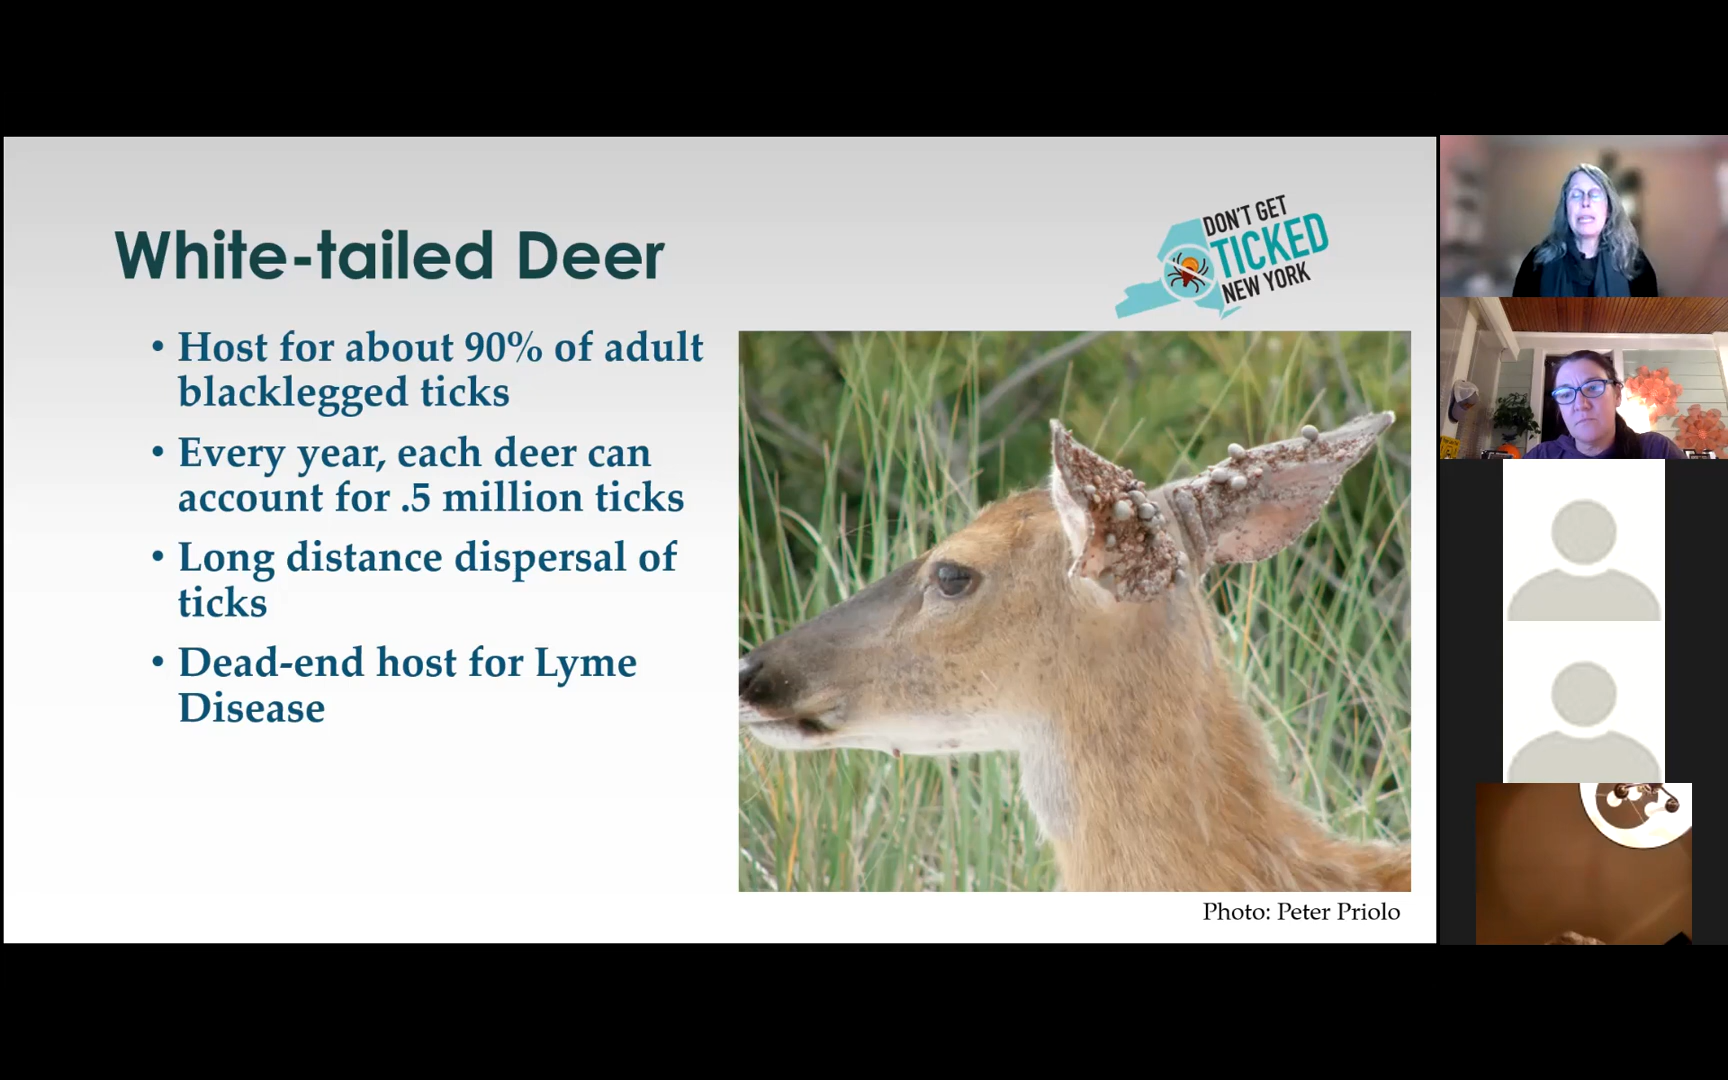 White-tailed Deer
DON'T GET
TICKED
NEW YORK
• Host for about 90% of adult
blacklegged ticks
• Every year, each deer can
account for .5 million ticks
• Long distance dispersal of
ticks
• Dead-end host for Lyme
Disease
Photo: Peter Priolo